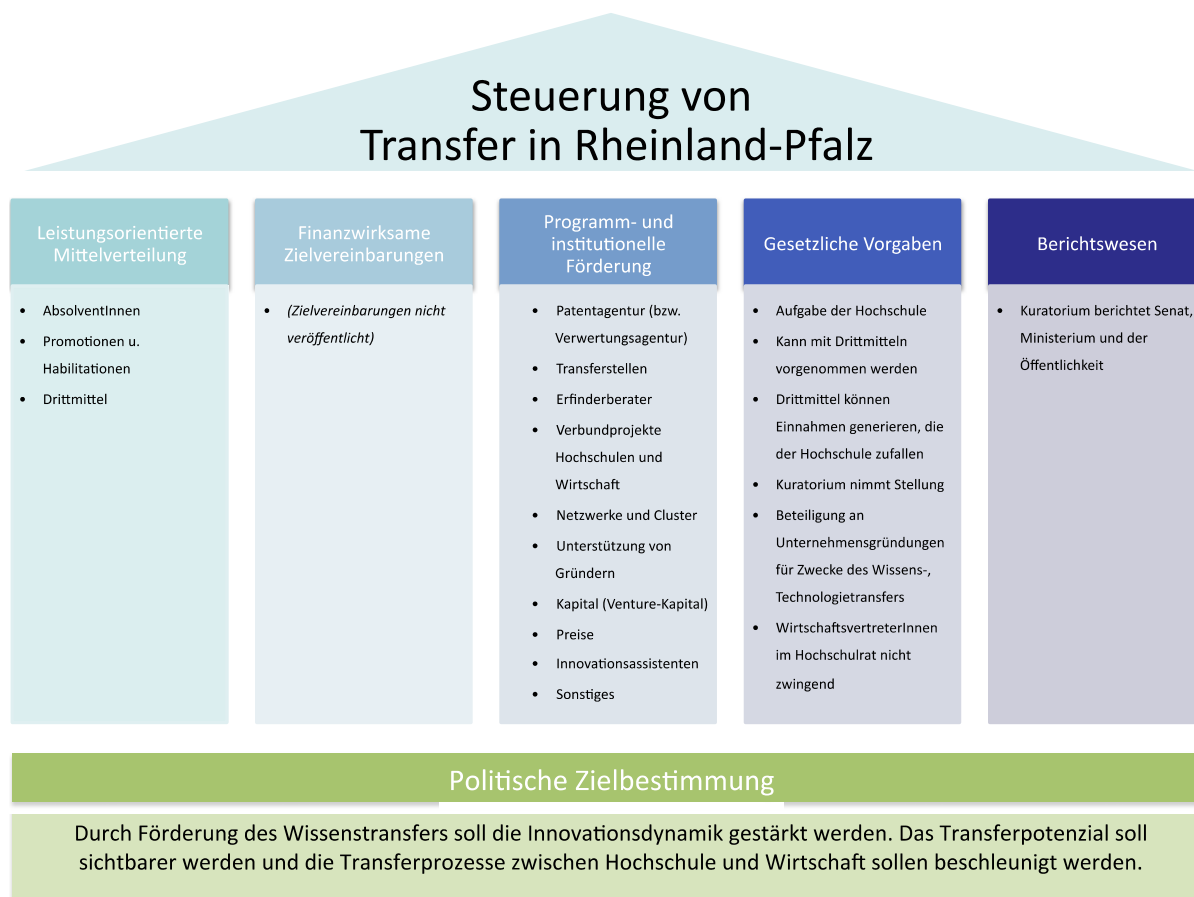 Steuerung von
Transfer in Rheinland-Pfalz
Leistungsorientierte
Mittelverteilung
• AbsolventInnen
• Promotionen u.
Habilitationen
• Drittmittel
Finanzwirksame
Zielvereinbarungen
• (Zielvereinbarungen nicht
veröffentlicht)
Programm- und
institutionelle
Förderung
• Patentagentur (bzw.
Verwertungsagentur)
• Transferstellen
• Erfinderberater
• Verbundprojekte
Hochschulen und
Wirtschaft
• Netzwerke und Cluster
• Unterstützung von
Gründern
• Kapital (Venture-Kapital)
• Preise
• Innovationsassistenten
• Sonstiges
Gesetzliche Vorgaben
• Aufgabe der Hochschule
• Kann mit Drittmitteln
vorgenommen werden
• Drittmittel können
Einnahmen generieren, die
der Hochschule zufallen
• Kuratorium nimmt Stellung
• Beteiligung an
Unternehmensgründungen
für Zwecke des Wissens-,
Technologietransfers
• WirtschaftsvertreterInnen
im Hochschulrat nicht
zwingend
Berichtswesen
• Kuratorium berichtet Senat,
Ministerium und der
Öffentlichkeit
Politische Zielbestimmung
Durch Förderung des Wissenstransfers soll die Innovationsdynamik gestärkt werden. Das Transferpotenzial soll
sichtbarer werden und die Transferprozesse zwischen Hochschule und Wirtschaft sollen beschleunigt werden.